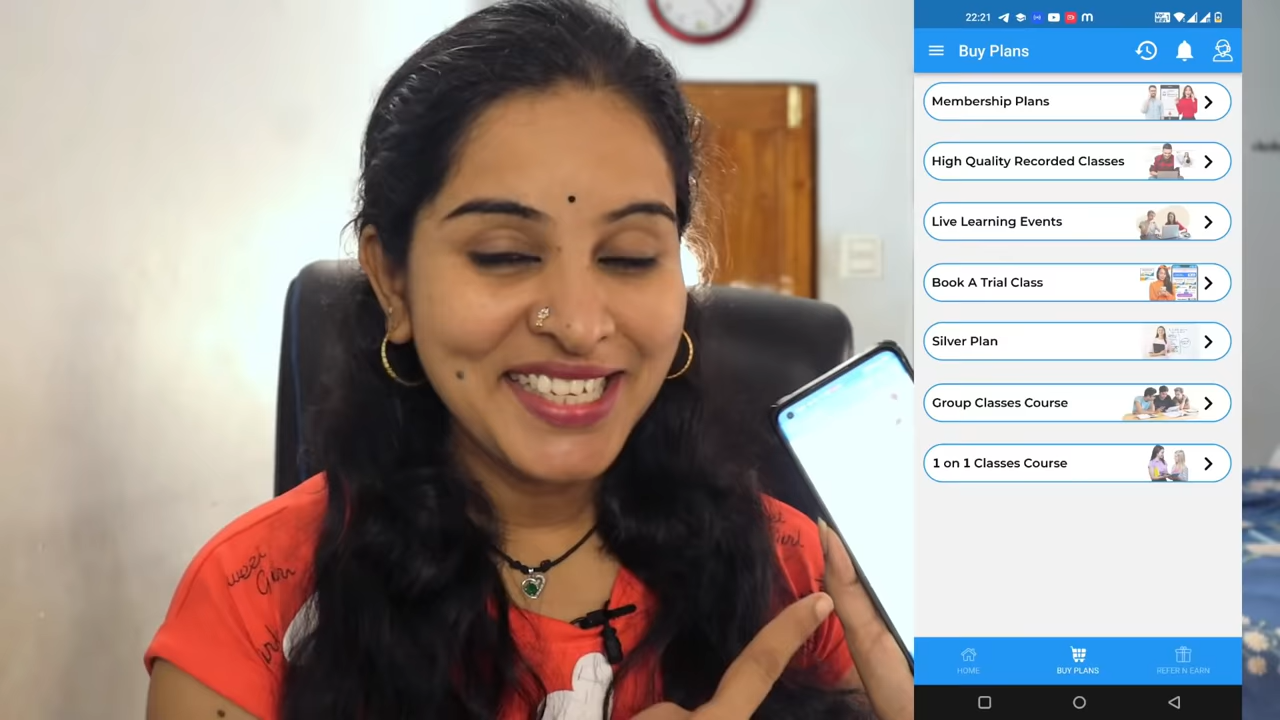 22:21
Buy Plans
Membership Plans
High Quality Recorded Classes
Live Learning Events
Book A Trial Class
Silver Plan
Group Classes Course
1 on 1 Classes Course
HOME
BUY PLANS
REFER N EARN